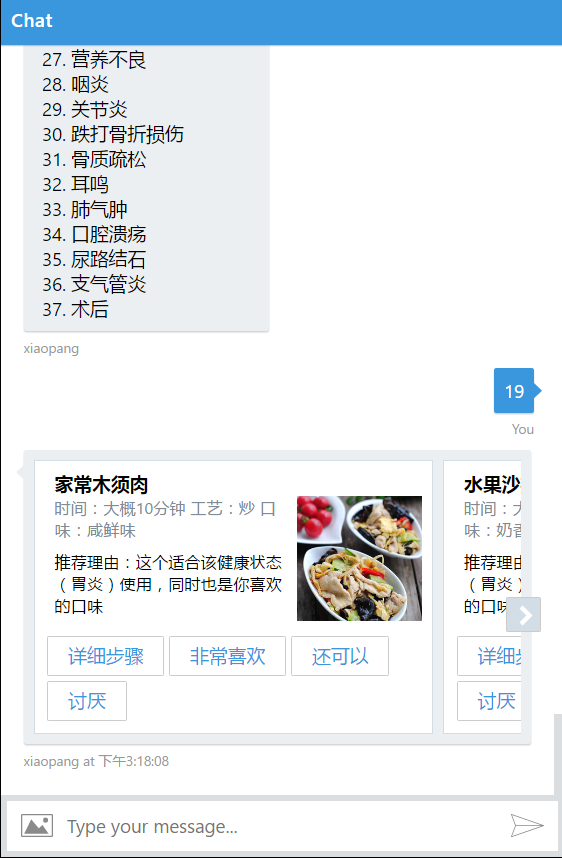 Chat
27. 营养不良
28. 咽炎
29. 关节炎
30. 跌打骨折损伤
31. 骨质疏松
32. 耳鸣
33. 肺气肿
34. 口腔溃疡
35. 尿路结石
36. 支气管炎
37. 术后
xiaopang
19
You
家常木须肉
时间：大概10分钟 工艺：炒 口
味：咸鲜味
推荐理由：这个适合该健康状态
（胃炎）使用，同时也是你喜欢
的口味
详细步骤
非常喜欢
还可以
讨厌
水果沙
时间：大
味：奶香
推荐理由
（胃炎）
的口味
详细步
讨厌
xiaopang at 下午3:18:08
Type your message...